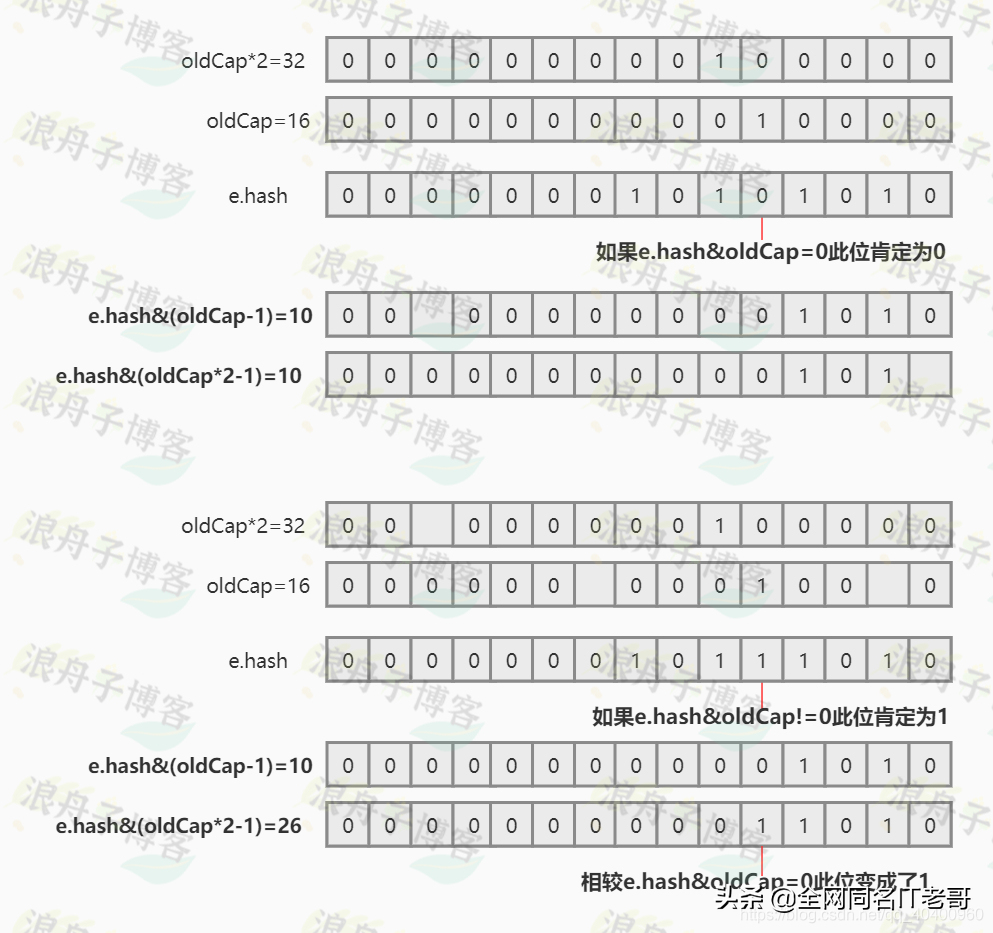 oldCap*2=32 0 0 0 0 0 0 0 0 0 1 0 0 0 0 0
oldCap=16 0 0 0 0 0 0 0 0 0 0 1 0 0 0 0
e.hash 0 0 0 0 0 0 0 1 0 1 0 1 0 1 0
如果e.hash&oldCap=0此位肯定为0
e.hash&(oldCap-1)=10 0 0 0 0 0 0 0 0 0 0 1 0 1 0
e.hash&(oldCap*2-1)=10 0 0 0 0 0 0 0 0 0 0 0 1 0 1
oldCap*2=32 0 0 0 0 0 0 0 0 1 0 0 0 0 0
oldCap=16 0 0 0 0 0 0 0 0 0 1 0 0 0
e.hash 0 0 0 0 0 0 0 1 0 1 1 1 0 1 0
如果e.hash&oldCap!=0此位肯定为1
e.hash&(oldCap-1)=10 0 0 0 0 0 0 0 0 0 0 0 1 0 1 0
e.hash&(oldCap*2-1)=26 0 0 0 0 0 0 0 0 0 0 1 1 0 1 0
相较e.hash&oldCap=0此位变成了1
头条 @全网同名IT老哥
浪舟子博客